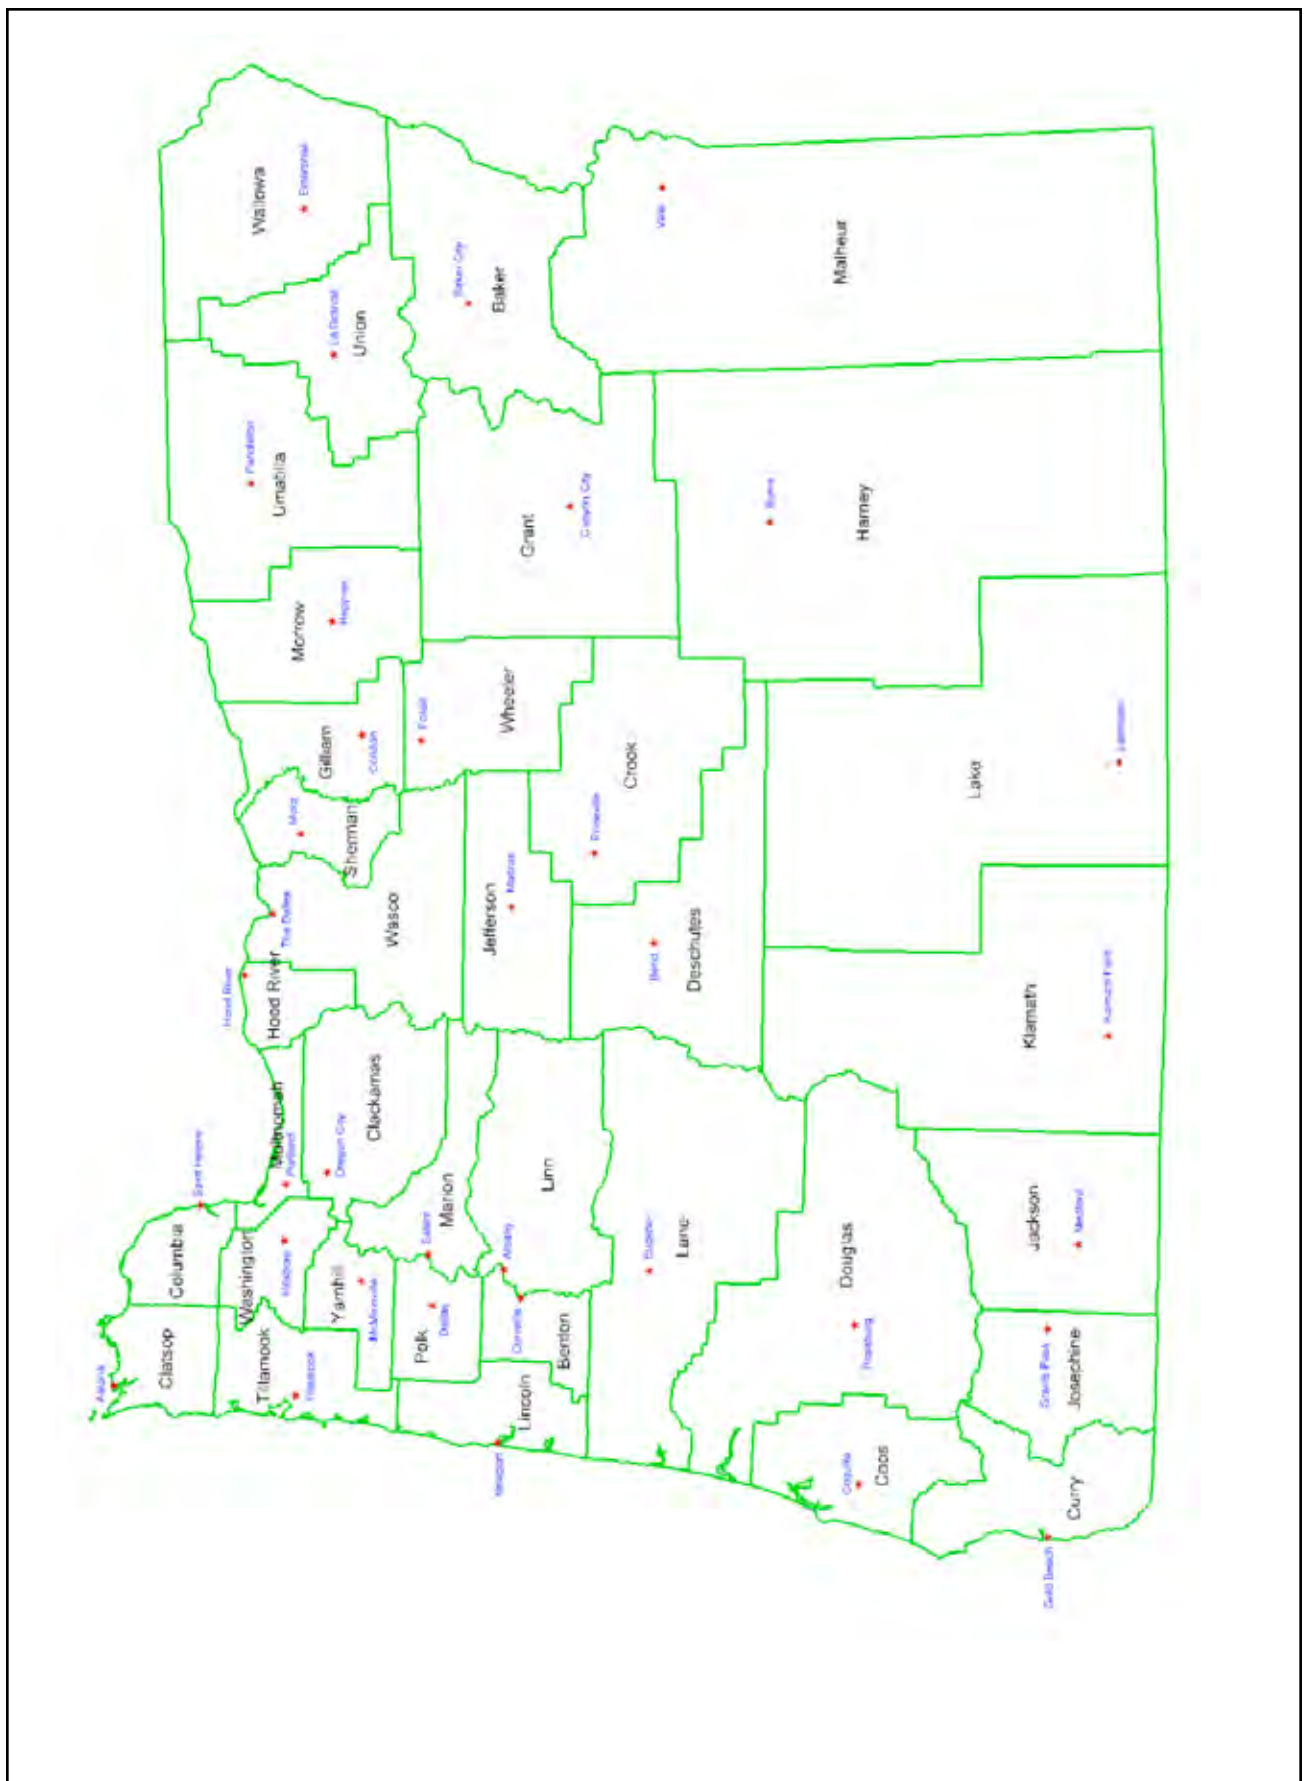 Astoria
Clatsop
Columbia
Saint Helens
Tillamook
Tillamook
Washington
Hillsboro
Multnomah
Portland
Hood River
Hood River
The Dalles
Wasco
Moro
Sherman
Gilliam
Condon
Morrow
Heppner
Umatilla
Pendleton
Union
La Grande
Wallowa
Enterprise
Yamhill
McMinnville
Oregon City
Clackamas
Polk
Dallas
Salem
Marion
Newport
Lincoln
Corvallis
Benton
Albany
Linn
Jefferson
Madras
Fossil
Wheeler
Grant
Canyon City
Baker City
Baker
Eugene
Lane
Bend
Deschutes
Prineville
Crook
Burns
Harney
Vale
Malheur
Coquille
Coos
Roseburg
Douglas
Klamath
Klamath Falls
Lake
Lakeview
Gold Beach
Curry
Grants Pass
Josephine
Jackson
Medford